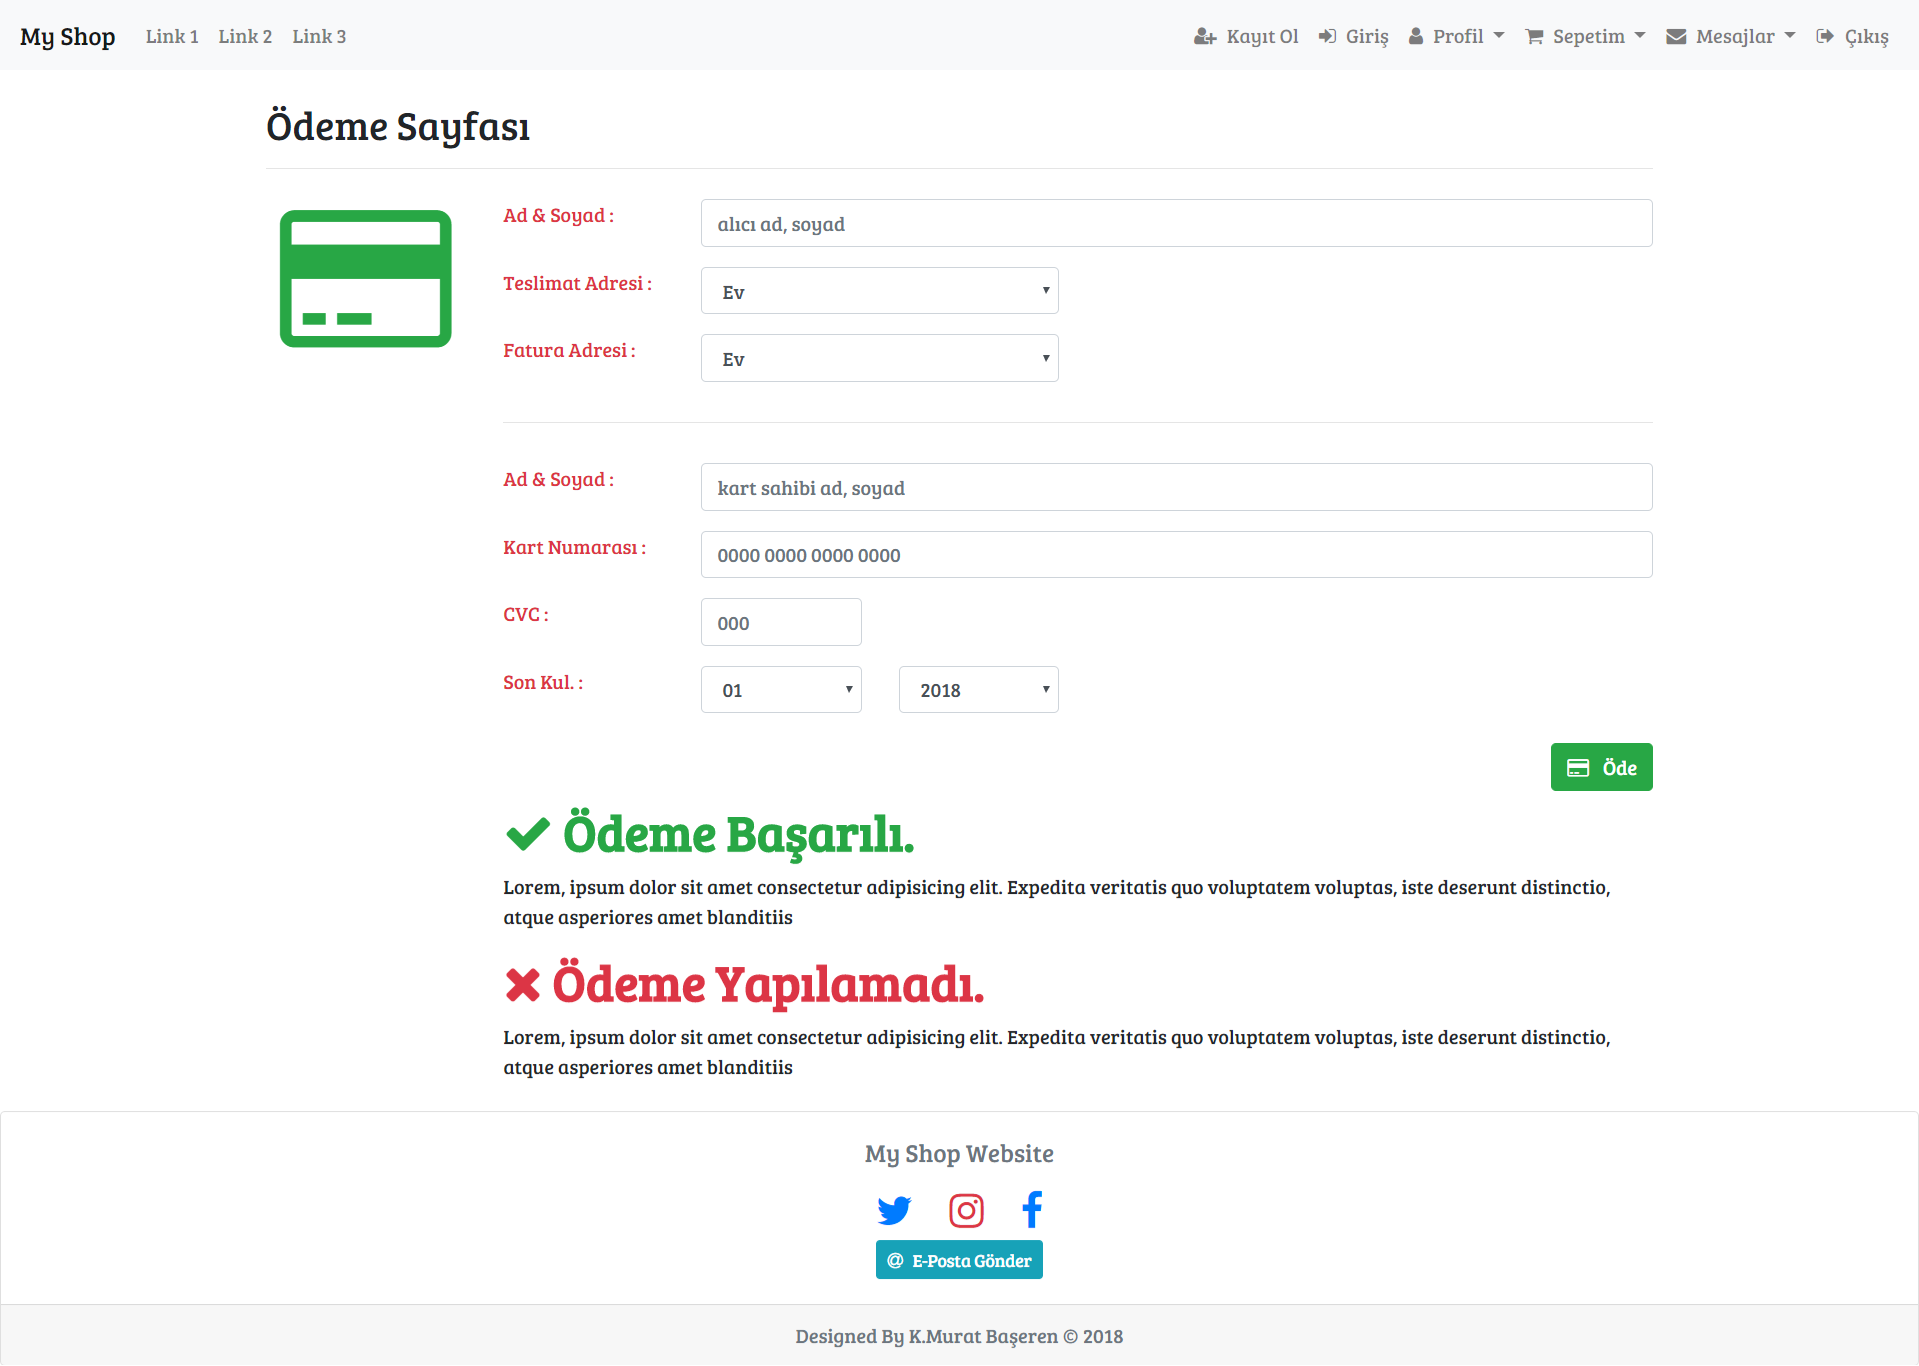 My Shop Link 1 Link 2 Link 3 Kayıt Ol Giriş Profil Sepetim Mesajlar Çıkış
Ödeme Sayfası
Ad & Soyad : alıcı ad, soyad
Teslimat Adresi : Ev
Fatura Adresi : Ev
Ad & Soyad : kart sahibi ad, soyad
Kart Numarası : 0000 0000 0000 0000
CVC : 000
Son Kul. : 01 2018
Öde
Ödeme Başarılı.
Lorem, ipsum dolor sit amet consectetur adipisicing elit. Expedita veritatis quo voluptatem voluptas, iste deserunt distinctio,
atque asperiores amet blanditiis
Ödeme Yapılamadı.
Lorem, ipsum dolor sit amet consectetur adipisicing elit. Expedita veritatis quo voluptatem voluptas, iste deserunt distinctio,
atque asperiores amet blanditiis
My Shop Website
@ E-Posta Gönder
Designed By K.Murat Başeren © 2018